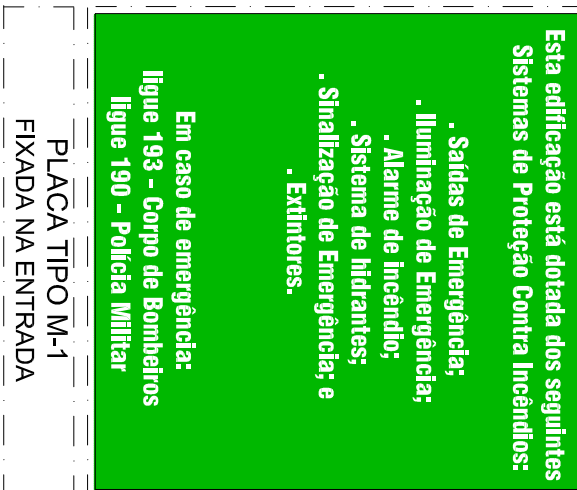 Esta edificação está dotada dos seguintes
Sistemas de Proteção Contra Incêndios:
. Saídas de Emergência;
. Iluminação de Emergência;
. Alarme de incêndio;
. Sistema de hidrantes;
. Sinalização de Emergência; e
. Extintores.
Em caso de emergência:
ligue 193 - Corpo de Bombeiros
ligue 190 - Polícia Militar
PLACA TIPO M-1
FIXADA NA ENTRADA